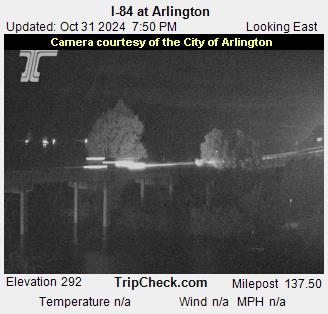 I-84 at Arlington
Updated: Oct 31 2024 7:50 PM Looking East
Camera courtesy of the City of Arlington
Elevation 292 TripCheck.com Milepost 137.50
Temperature n/a Wind n/a MPH n/a